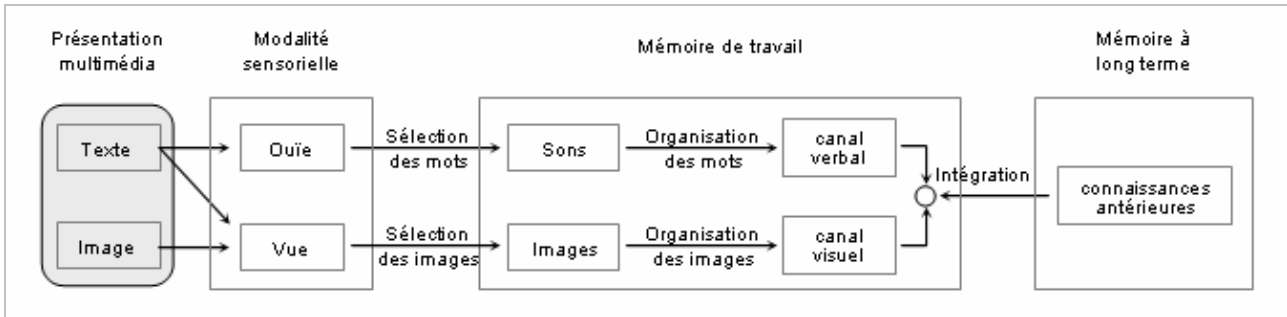 Présentation
multimédia
Modalité
sensorielle
Mémoire de travail
Mémoire à
long terme
Texte
Ouïe
Sélection
des mots
Sons
Organisation
des mots
canal
verbal
Intégration
connaissances
antérieures
Image
Vue
Sélection
des images
Images
Organisation
des images
canal
visuel